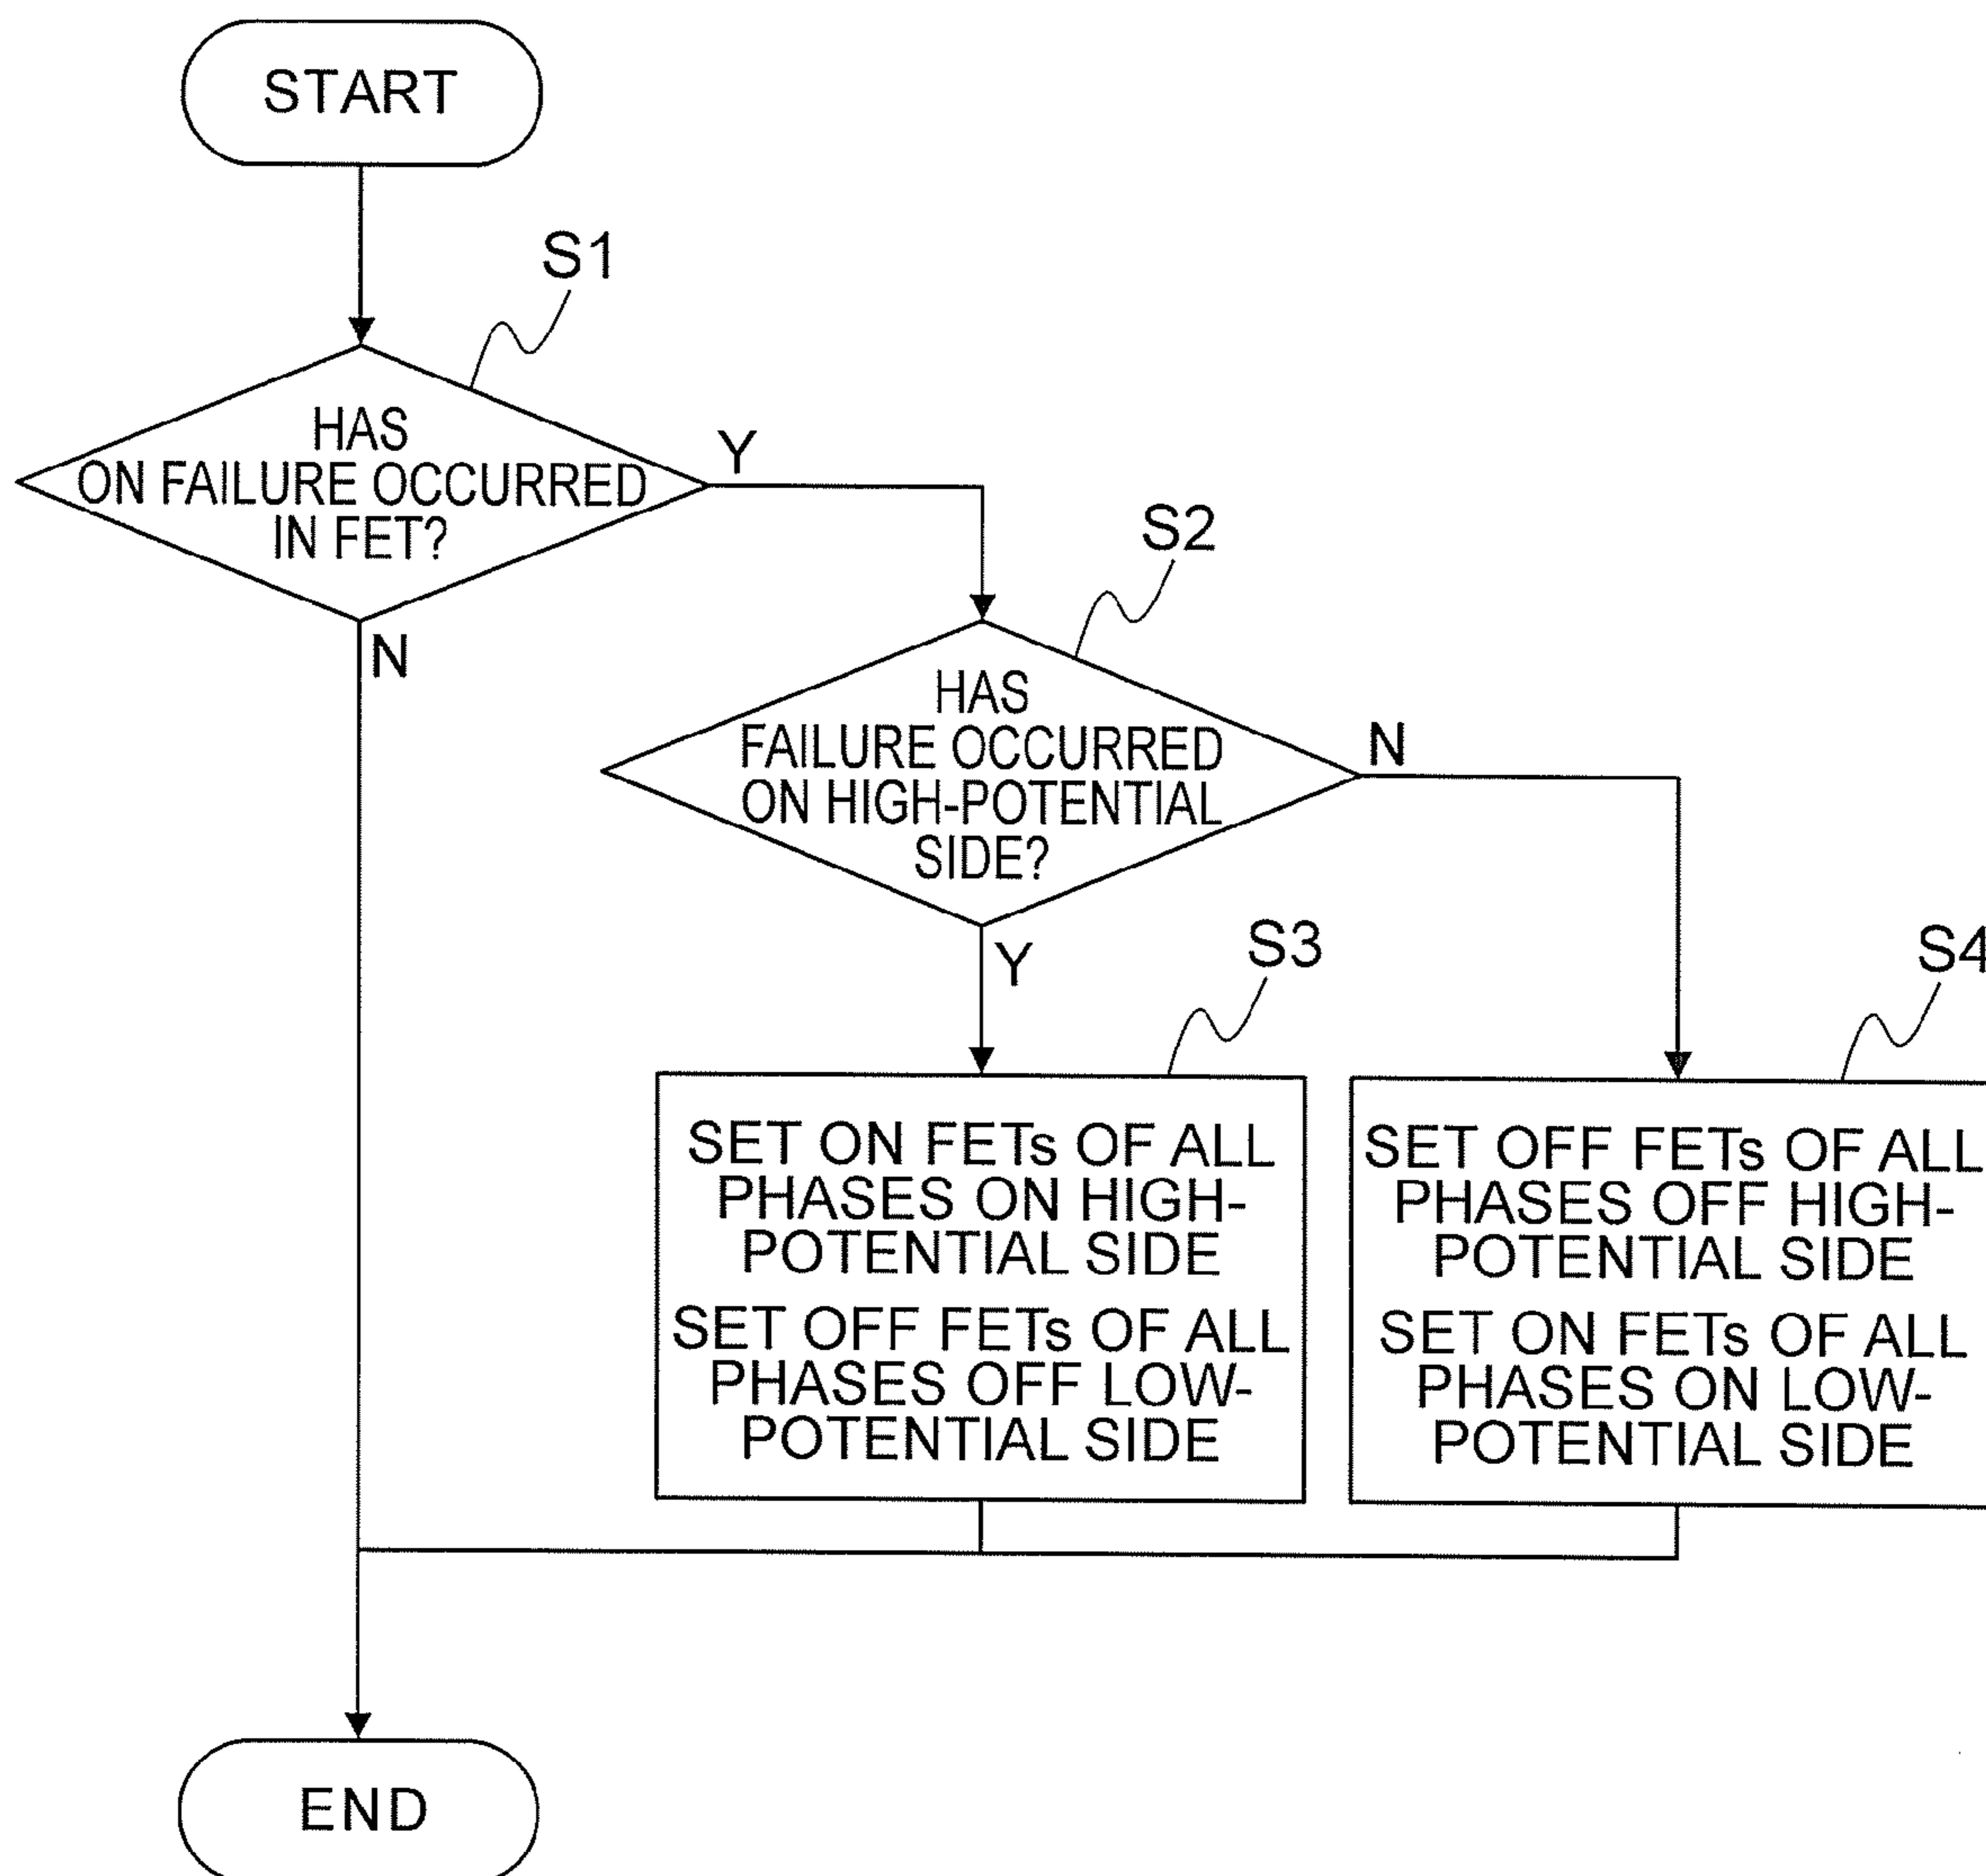 START
S1
HAS
ON FAILURE OCCURRED
IN FET?
Y
N
S2
HAS
FAILURE OCCURRED
ON HIGH-POTENTIAL
SIDE?
N
Y
S3
SET ON FETs OF ALL
PHASES ON HIGH-
POTENTIAL SIDE
SET OFF FETs OF ALL
PHASES OFF LOW-
POTENTIAL SIDE
S4
SET OFF FETs OF ALL
PHASES OFF HIGH-
POTENTIAL SIDE
SET ON FETs OF ALL
PHASES ON LOW-
POTENTIAL SIDE
END